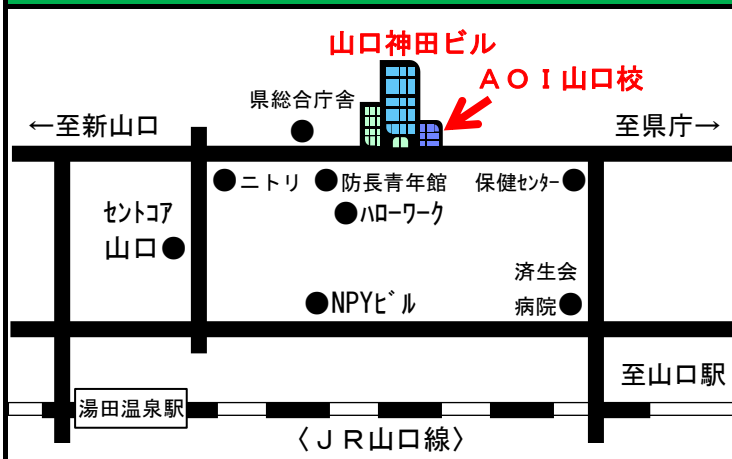 山口神田ビル
ＡＯＩ山口校
県総合庁舎
←至新山口
至県庁→
ニトリ
防長青年館
保健ｾﾝﾀｰ
ﾊﾛｰﾜｰｸ
ｾﾝﾄｺｱ
山口
NPYﾋﾞﾙ
済生会
病院
至山口駅
湯田温泉駅
〈ＪＲ山口線〉